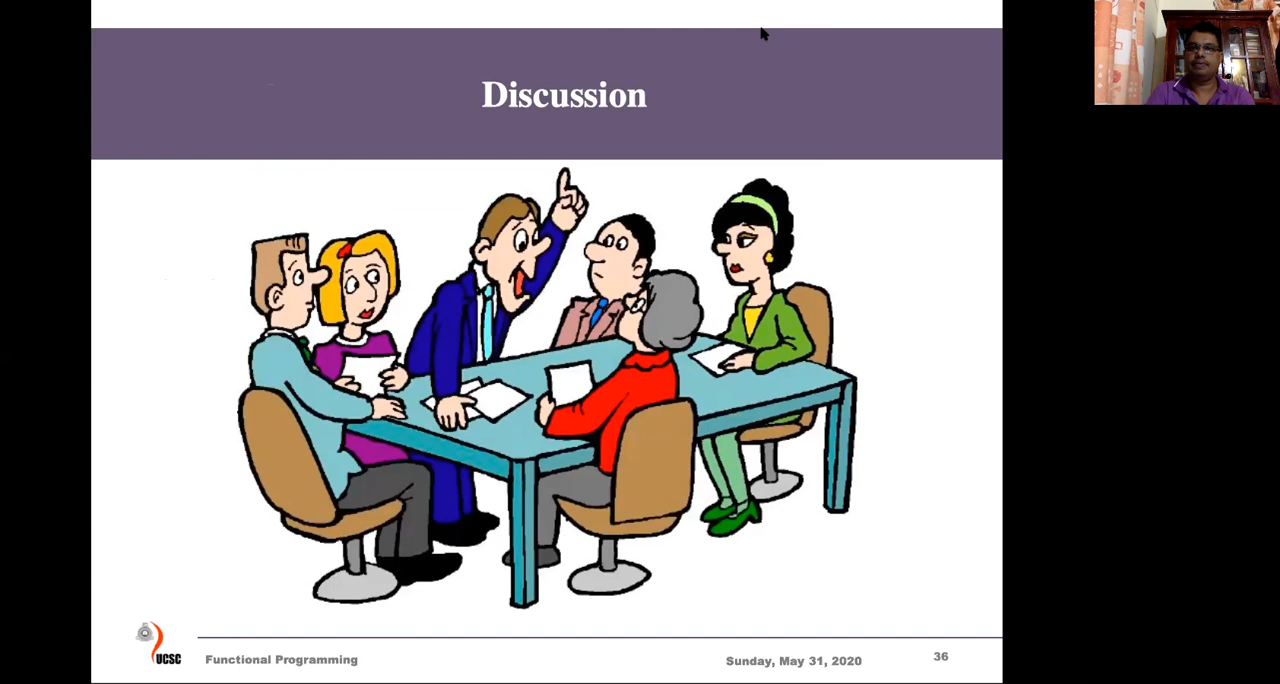 Discussion
UCSC
Functional Programming
Sunday, May 31, 2020
36